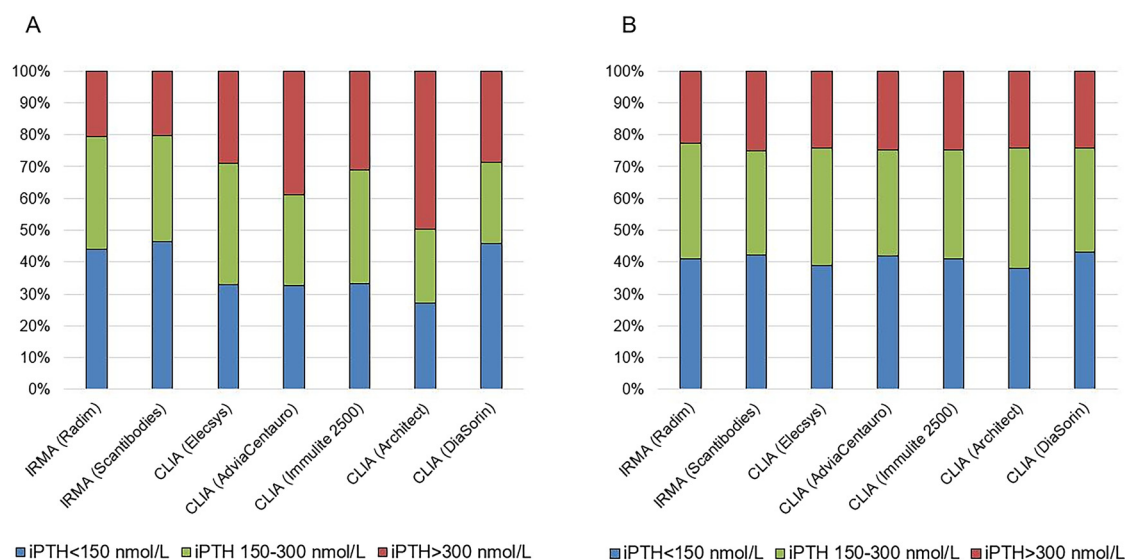 A
100%
90%
80%
70%
60%
50%
40%
30%
20%
10%
0%
IRMA (Radim)
IRMA (Scantibodies)
CLIA (Elecsys)
CLIA (AdviaCentauro)
CLIA (Immulite 2500)
CLIA (Architect)
CLIA (DiaSorin)
iPTH<150 nmol/L iPTH 150-300 nmol/L iPTH>300 nmol/L
B
100%
90%
80%
70%
60%
50%
40%
30%
20%
10%
0%
IRMA (Radim)
IRMA (Scantibodies)
CLIA (Elecsys)
CLIA (AdviaCentauro)
CLIA (Immulite 2500)
CLIA (Architect)
CLIA (DiaSorin)
iPTH<150 nmol/L iPTH 150-300 nmol/L iPTH>300 nmol/L